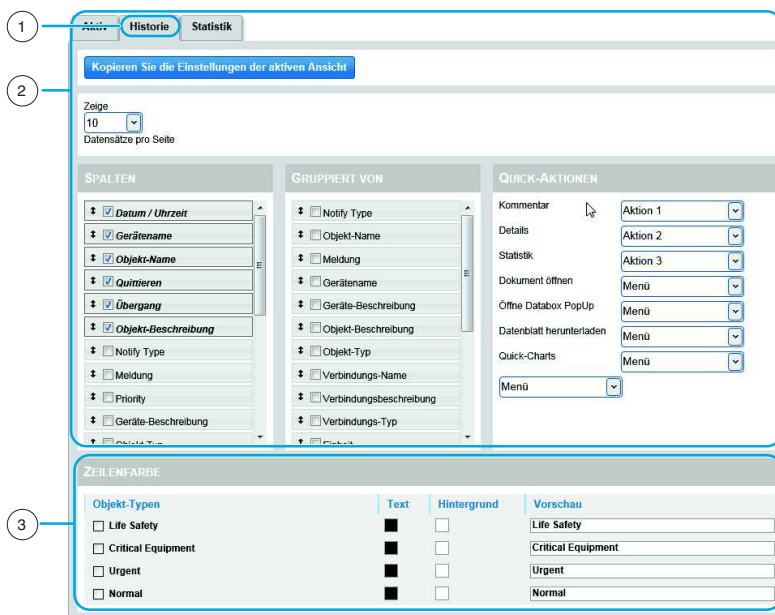 1
Aktiv Historie Statistik
2
Kopieren Sie die Einstellungen der aktiven Ansicht
Zeige
10
Datensätze pro Seite
SPALTEN
Datum / Uhrzeit
Gerätename
Objekt-Name
Quittieren
Übergang
Objekt-Beschreibung
Notify Type
Meldung
Priority
Geräte-Beschreibung
Objekt-Typ
GRUPPIERT VON
Notify Type
Objekt-Name
Meldung
Gerätename
Geräte-Beschreibung
Objekt-Beschreibung
Objekt-Typ
Verbindungs-Name
Verbindungsbeschreibung
Verbindungs-Typ
Einheit
QUICK-AKTIONEN
Kommentar Aktion 1
Details Aktion 2
Statistik Aktion 3
Dokument öffnen Menü
Öffne Databox PopUp Menü
Datenblatt herunterladen Menü
Quick-Charts Menü
Menü
3
ZEILENFARBE
Objekt-Typen Text Hintergrund Vorschau
Life Safety Life Safety
Critical Equipment Critical Equipment
Urgent Urgent
Normal Normal